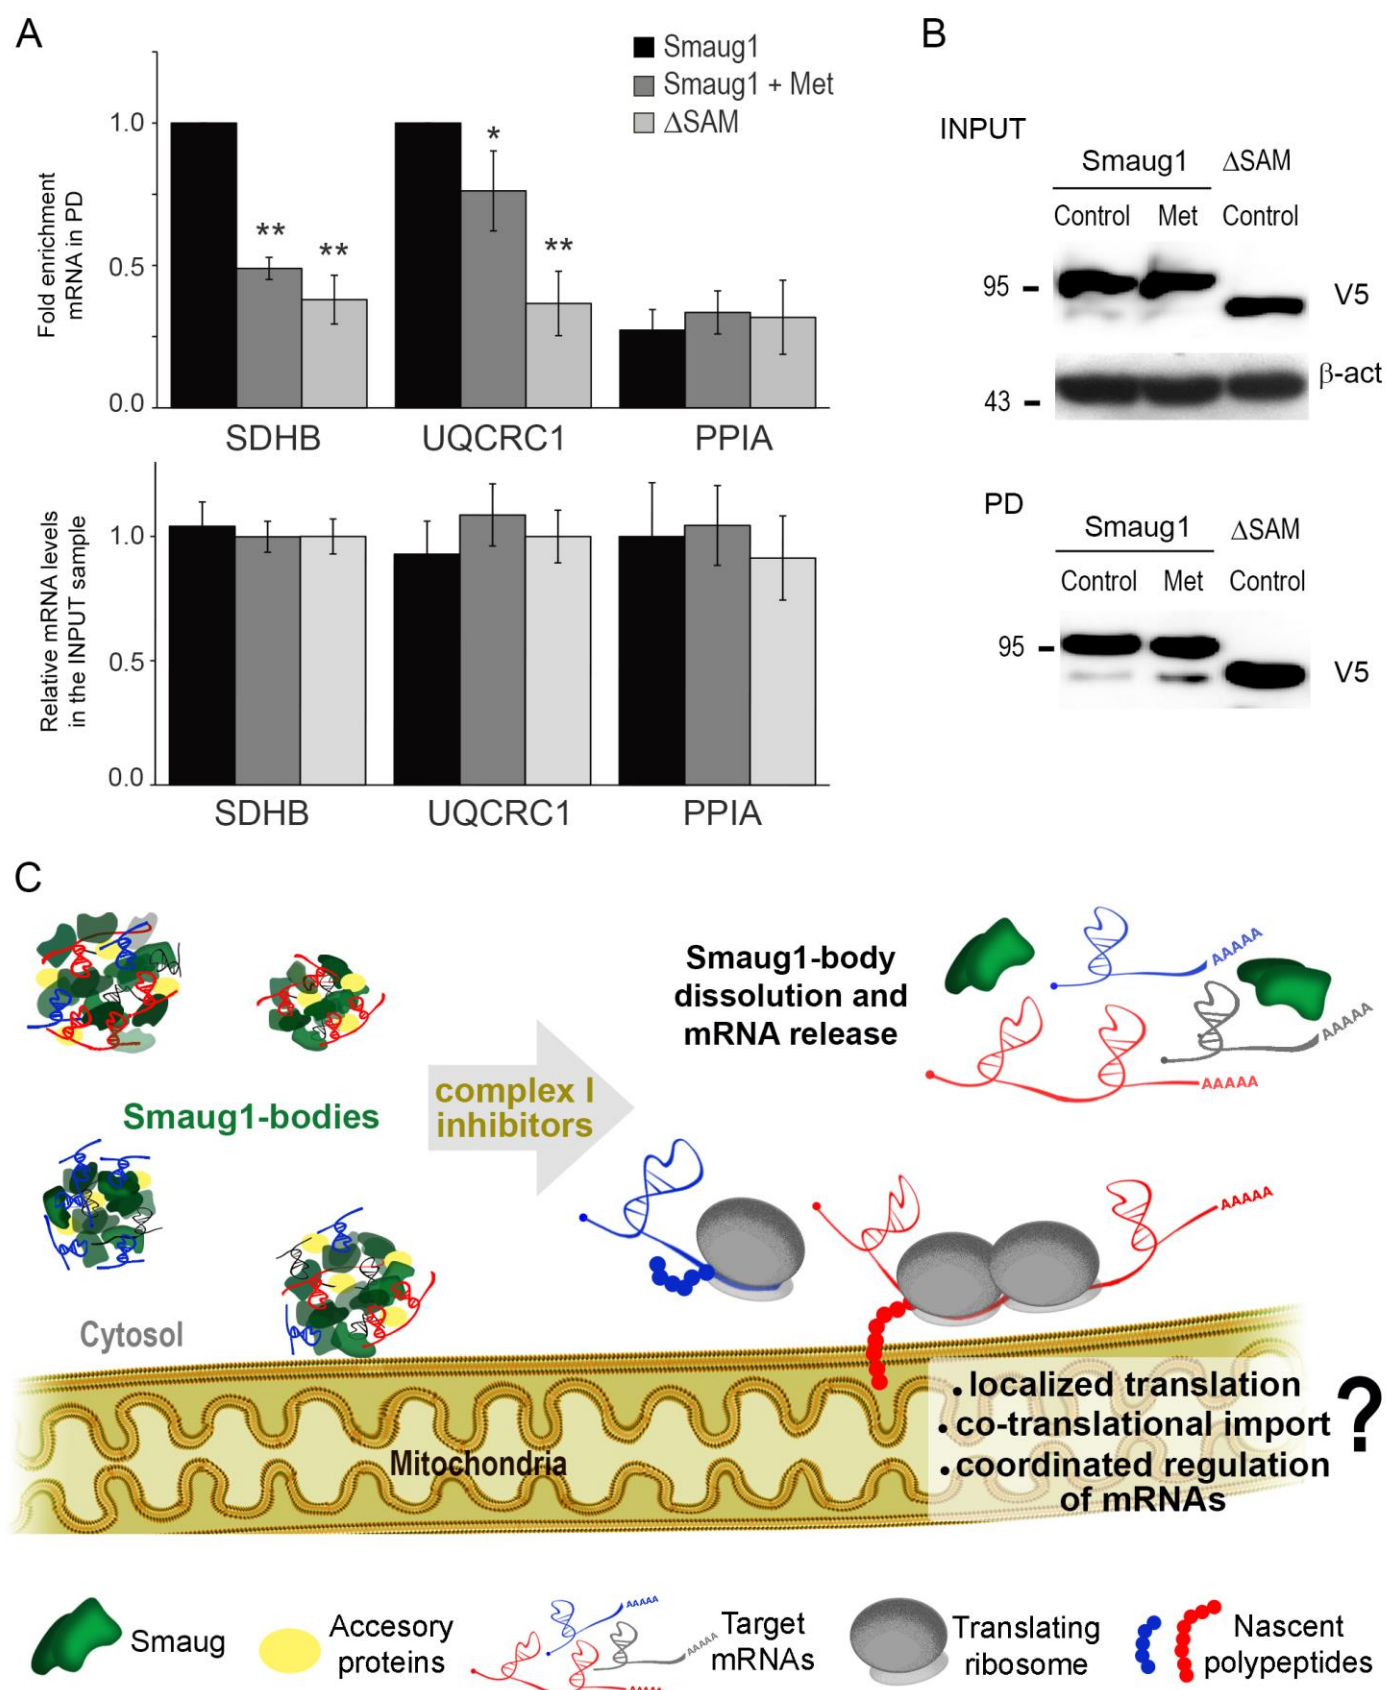 A
Smaug1
Smaug1 + Met
ΔSAM
Fold enrichment
mRNA in PD
1.0
0.5
0.0
*
**
**
**
SDHB
UQCRC1
PPIA
Relative mRNA levels
in the INPUT sample
1.0
0.5
0.0
SDHB
UQCRC1
PPIA
B
INPUT
Smaug1
ΔSAM
Control
Met
Control
95
V5
β-act
43
PD
Smaug1
ΔSAM
Control
Met
Control
95
V5
C
Smaug1-bodies
Cytosol
complex I
inhibitors
Smaug1-body
dissolution and
mRNA release
AAAAA
AAAAA
AAAAA
AAAAA
Mitochondria
• localized translation
• co-translational import
• coordinated regulation
of mRNAs
?
Smaug
Accesory
proteins
AAAAA
AAAAA
AAAAA
Target
mRNAs
Translating
ribosome
Nascent
polypeptides